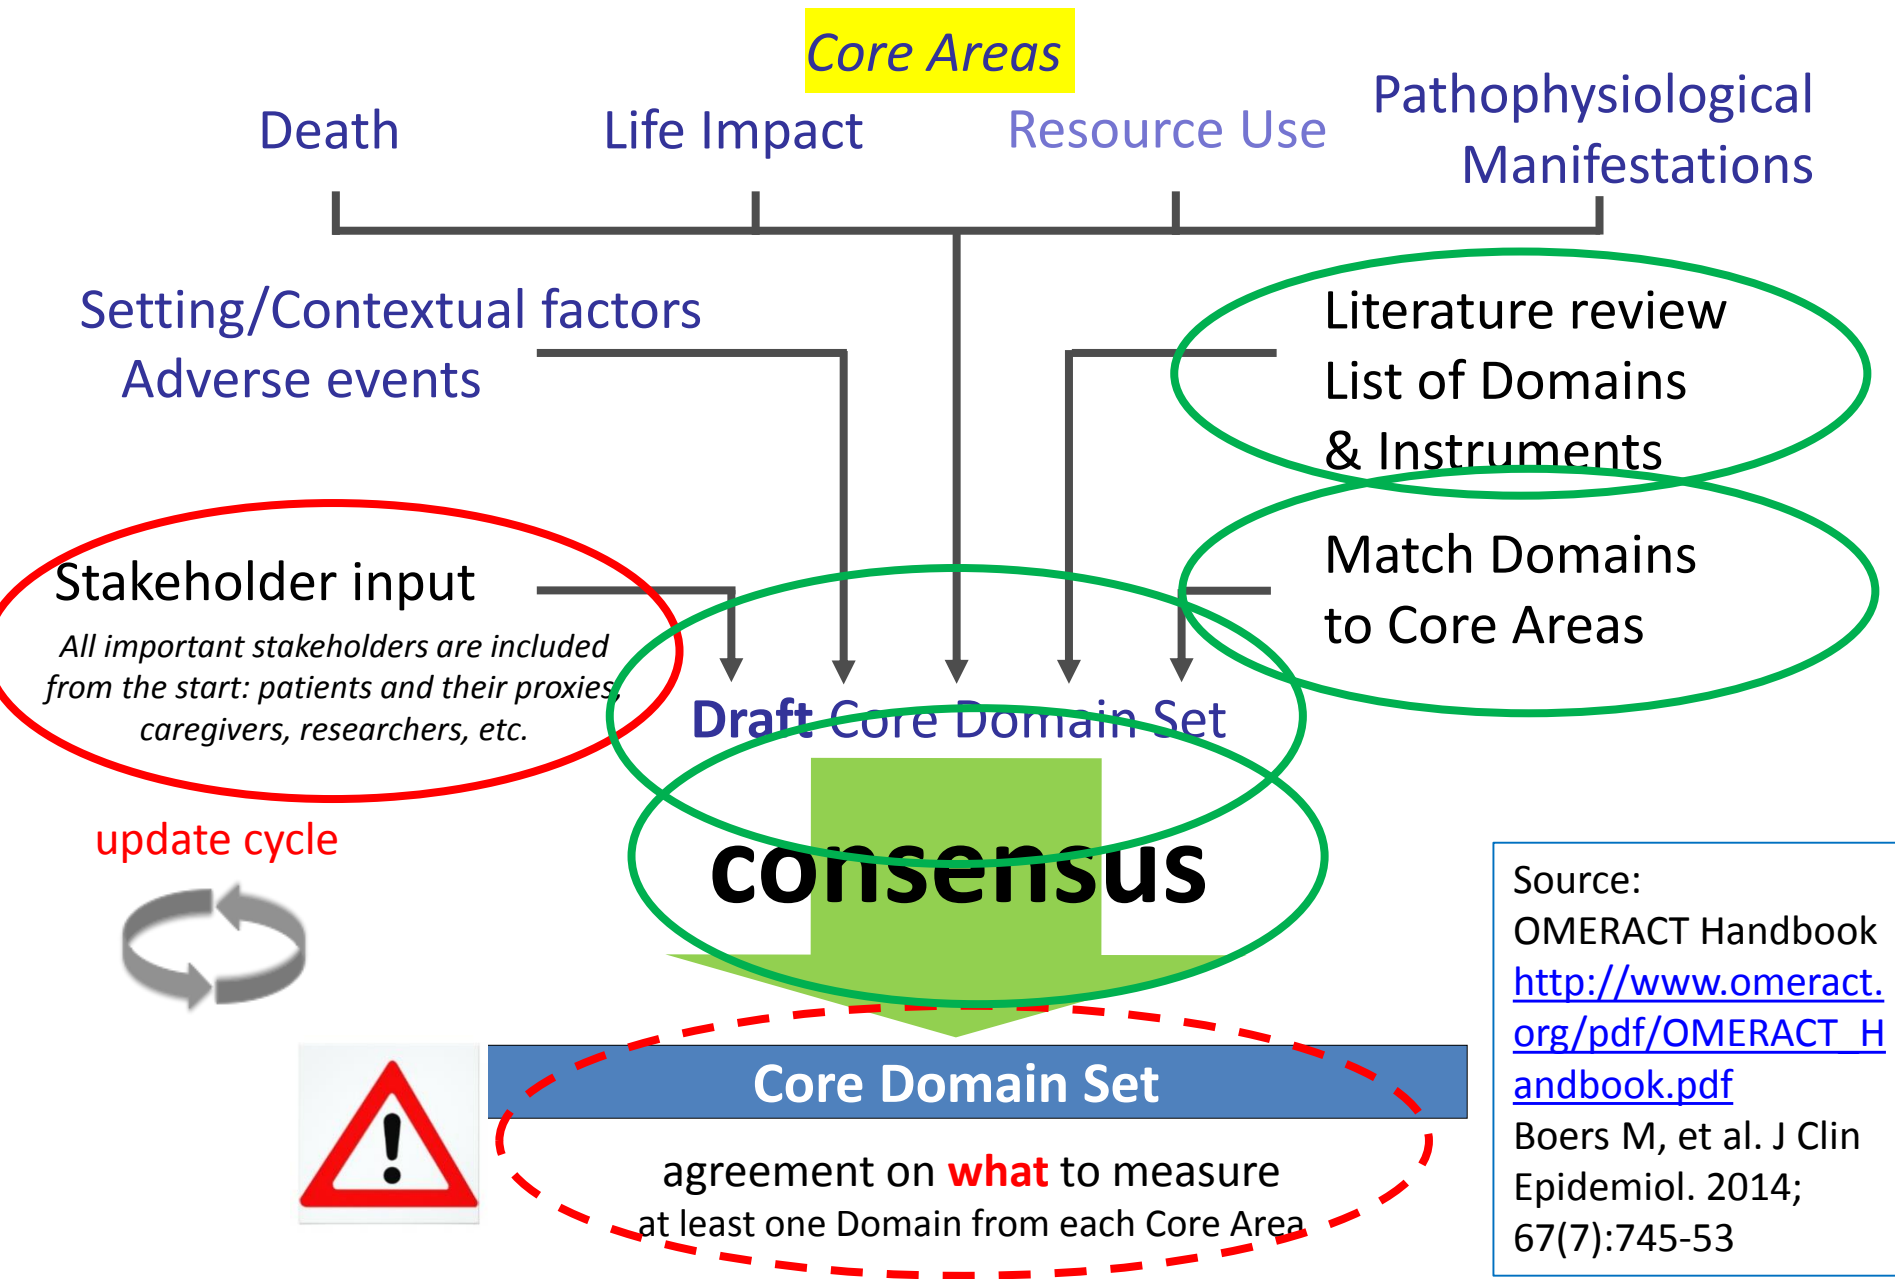 Core Areas
Death
Life Impact
Resource Use
Pathophysiological
Manifestations
Setting/Contextual factors
Adverse events
Literature review
List of Domains
& Instruments
Stakeholder input
All important stakeholders are included
from the start: patients and their proxies,
caregivers, researchers, etc.
Match Domains
to Core Areas
Draft Core Domain Set
update cycle
consensus
Core Domain Set
agreement on what to measure
at least one Domain from each Core Area
Source:
OMERACT Handbook
http://www.omeract.
org/pdf/OMERACT_H
andbook.pdf
Boers M, et al. J Clin
Epidemiol. 2014;
67(7):745-53